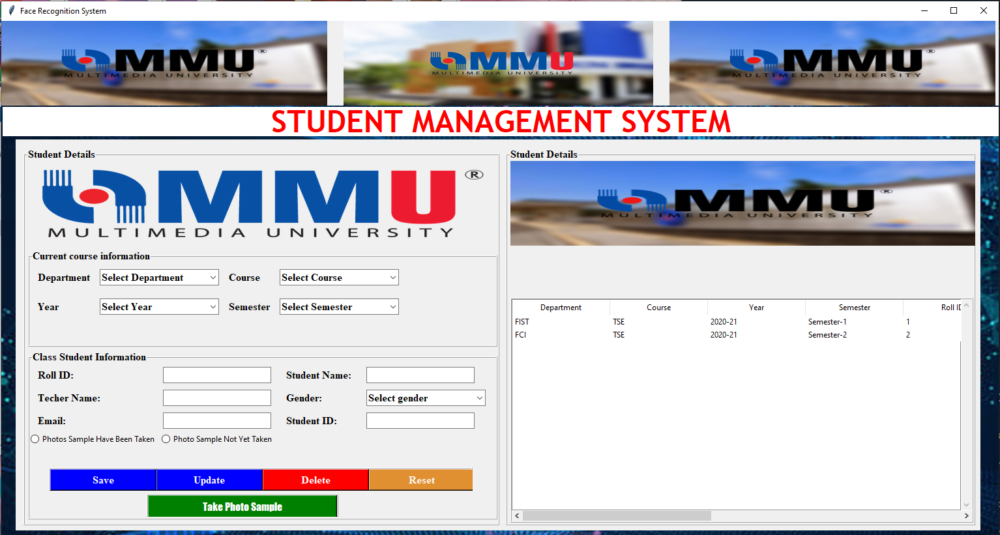 Face Recognition System
MMU®
MULTIMEDIA UNIVERSITY
MMU
MULTIMEDIA UNIVERSITY
MMU®
MULTIMEDIA UNIVERSITY
STUDENT MANAGEMENT SYSTEM
Student Details
MMU®
MULTIMEDIA UNIVERSITY
Current course information
Department Select Department Course Select Course
Year Select Year Semester Select Semester
Class Student Information
Roll ID: Student Name:
Techer Name: Gender: Select gender
Email: Student ID:
Photos Sample Have Been Taken Photo Sample Not Yet Taken
Save Update Delete Reset
Take Photo Sample
Student Details
MMU®
MULTIMEDIA UNIVERSITY
Department Course Year Semester Roll ID
FIST TSE 2020-21 Semester-1 1
FCI TSE 2020-21 Semester-2 2